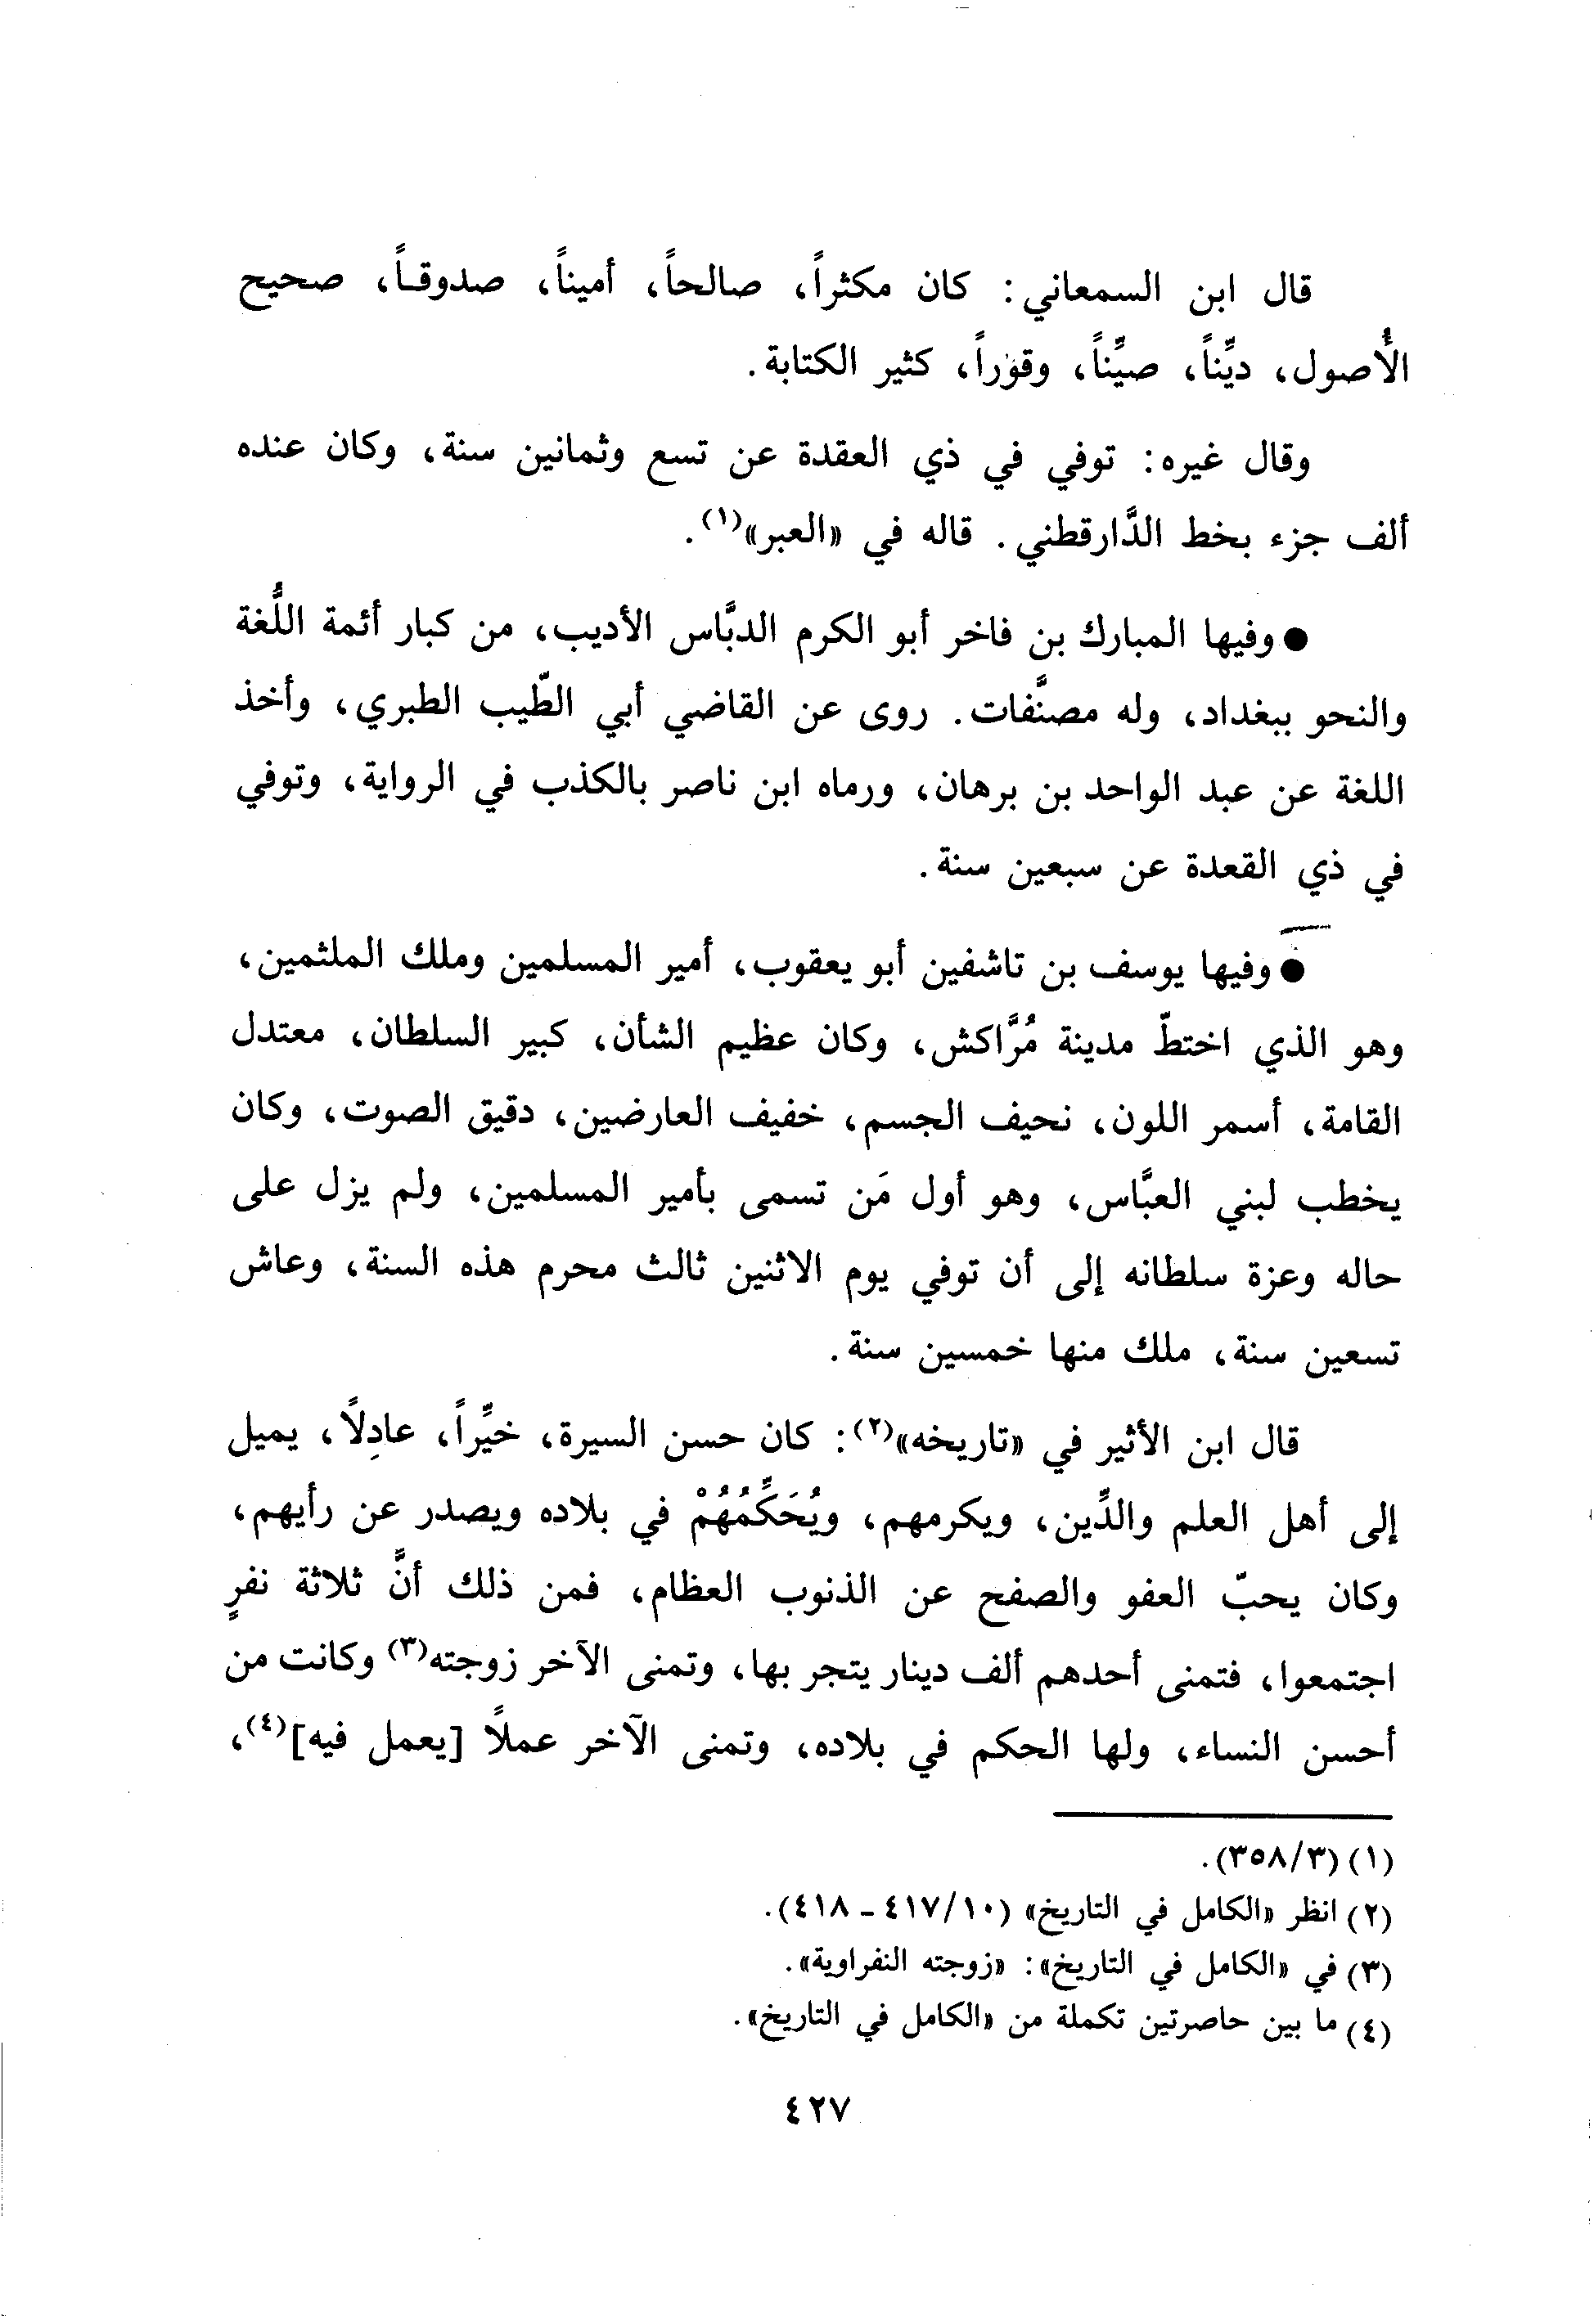 قال ابن السمعاني: كان مكثراً، صالحاً، أميناً، صدوقـاً، صحيح
الأُصول، ديِّناً، صيِّناً، وقوراً، كثير الكتابة.
وقال غيره: توفي في ذي العقدة عن تسع وثمانين سنة، وكان عنده
ألف جزء بخط الدَّارقطني. قاله في «العبر»(١).
● وفيها المبارك بن فاخر أبو الكرم الدبَّاس الأديب، من كبار أئمة اللُّغة
والنحو ببغداد، وله مصنَّفات. روى عن القاضي أبي الطّيب الطبري، وأخذ
اللغة عن عبد الواحد بن برهان، ورماه ابن ناصر بالكذب في الرواية، وتوفي
في ذي القعدة عن سبعين سنة.
● وفيها يوسف بن تاشفين أبو يعقوب، أمير المسلمين وملك الملثمين،
وهو الذي اختطّ مدينة مُرَّاكش، وكان عظيم الشأن، كبير السلطان، معتدل
القامة، أسمر اللون، نحيف الجسم، خفيف العارضين، دقيق الصوت، وكان
يخطب لبني العبَّاس، وهو أول مَن تسمى بأمير المسلمين، ولم يزل على
حاله وعزة سلطانه إلى أن توفي يوم الاثنين ثالث محرم هذه السنة، وعاش
تسعين سنة، ملك منها خمسين سنة.
قال ابن الأثير في «تاريخه»(٢): كان حسن السيرة، خيِّراً، عادِلًا، يميل
إلى أهل العلم والدِّين، ويكرمهم، ويُحَكِّمُهُمْ في بلاده ويصدر عن رأيهم،
وكان يحبّ العفو والصفح عن الذنوب العظام، فمن ذلك أنَّ ثلاثة نفرٍ
اجتمعوا، فتمنى أحدهم ألف دينار يتجر بها، وتمنى الآخر زوجته(٣) وكانت من
أحسن النساء، ولها الحكم في بلاده، وتمنى الآخر عملًا [يعمل فيه](٤)،
(١) (٣٥٨/٣).
(٢) انظر «الكامل في التاريخ» (٤١٧/١٠ - ٤١٨).
(٣) في «الكامل في التاريخ»: «زوجته النفراوية».
(٤) ما بين حاصرتين تكملة من «الكامل في التاريخ».
٤٢٧